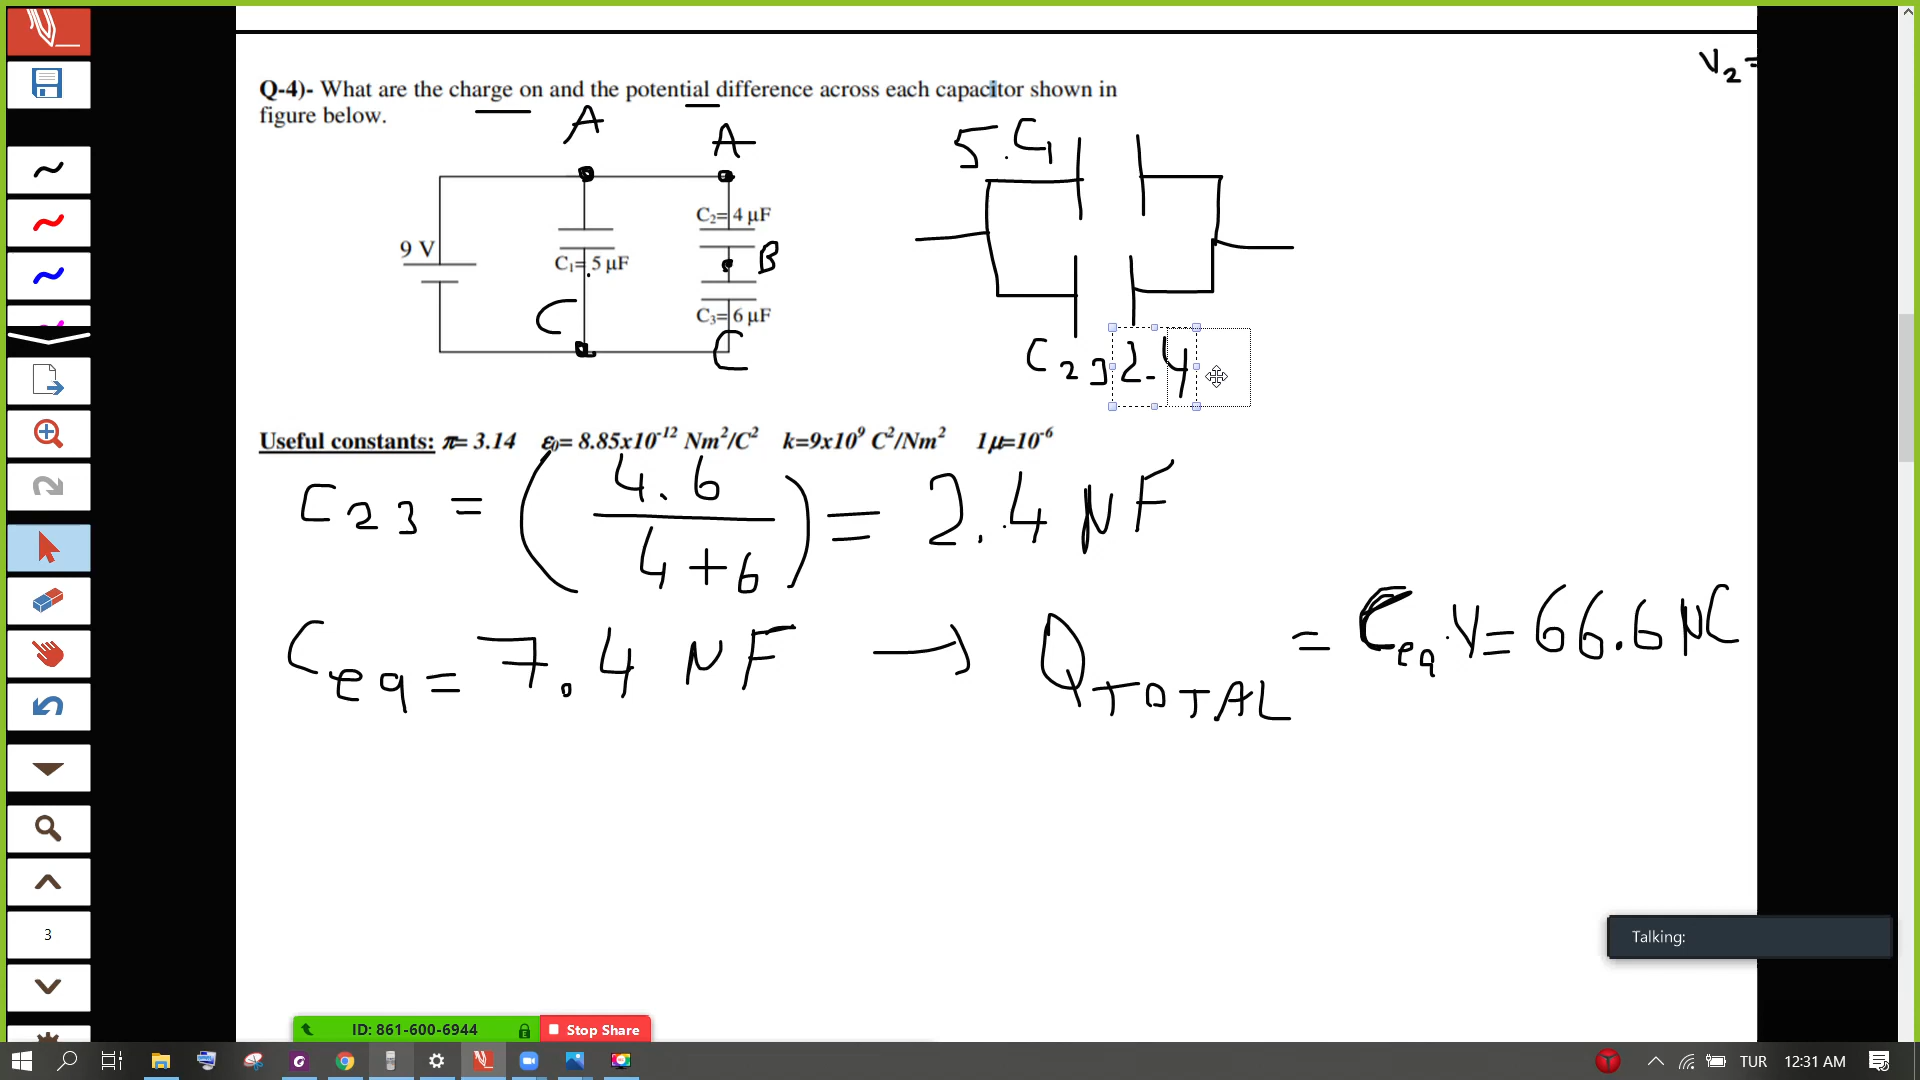 V2 =
Q-4)- What are the charge on and the potential difference across each capacitor shown in
figure below.
A
A
5. C1
C2= 4 µF
9 V
B
C1= 5 µF
C
C3= 6 µF
C
C23 2.4
Useful constants: π= 3.14 ε0= 8.85x10-12 Nm2/C2 k=9x109 C2/Nm2 1µ=10-6
C23 = (4.6 / 4+6) = 2.4 µF
Ceq = 7.4 µF → QTOTAL = Ceq.V = 66.6 µC
3
Talking:
ID: 861-600-6944
Stop Share
TUR
12:31 AM